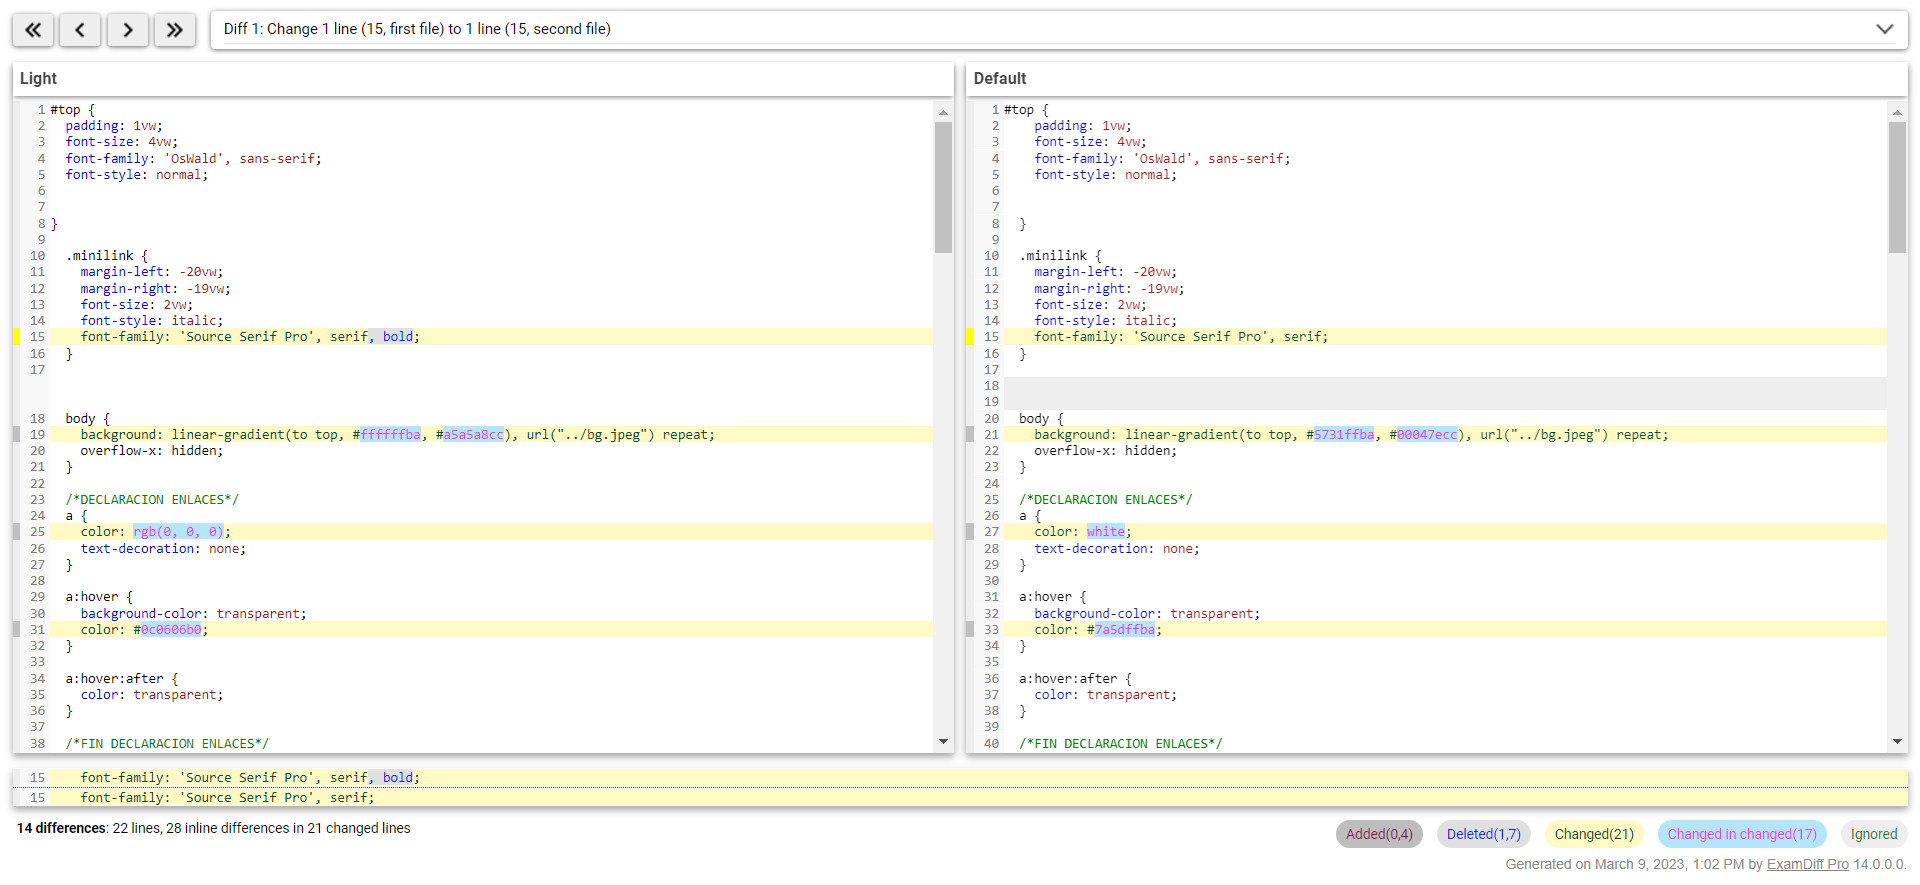 Diff 1: Change 1 line (15, first file) to 1 line (15, second file)
Light
1 #top {
2 padding: 1vw;
3 font-size: 4vw;
4 font-family: 'OsWald', sans-serif;
5 font-style: normal;
6
7
8 }
9
10 .minilink {
11 margin-left: -20vw;
12 margin-right: -19vw;
13 font-size: 2vw;
14 font-style: italic;
15 font-family: 'Source Serif Pro', serif, bold;
16 }
17
18 body {
19 background: linear-gradient(to top, #ffffffba, #a5a5a8cc), url("../bg.jpeg") repeat;
20 overflow-x: hidden;
21 }
22
23 /*DECLARACION ENLACES*/
24 a {
25 color: rgb(0, 0, 0);
26 text-decoration: none;
27 }
28
29 a:hover {
30 background-color: transparent;
31 color: #0c0606b0;
32 }
33
34 a:hover:after {
35 color: transparent;
36 }
37
38 /*FIN DECLARACION ENLACES*/
Default
1 #top {
2 padding: 1vw;
3 font-size: 4vw;
4 font-family: 'OsWald', sans-serif;
5 font-style: normal;
6
7
8 }
9
10 .minilink {
11 margin-left: -20vw;
12 margin-right: -19vw;
13 font-size: 2vw;
14 font-style: italic;
15 font-family: 'Source Serif Pro', serif;
16 }
17
18
19
20 body {
21 background: linear-gradient(to top, #5731ffba, #00047ecc), url("../bg.jpeg") repeat;
22 overflow-x: hidden;
23 }
24
25 /*DECLARACION ENLACES*/
26 a {
27 color: white;
28 text-decoration: none;
29 }
30
31 a:hover {
32 background-color: transparent;
33 color: #7a5dffba;
34 }
35
36 a:hover:after {
37 color: transparent;
38 }
39
40 /*FIN DECLARACION ENLACES*/
15 font-family: 'Source Serif Pro', serif, bold;
15 font-family: 'Source Serif Pro', serif;
14 differences: 22 lines, 28 inline differences in 21 changed lines
Added(0,4) Deleted(1,7) Changed(21) Changed in changed(17) Ignored
Generated on March 9, 2023, 1:02 PM by ExamDiff Pro 14.0.0.0.